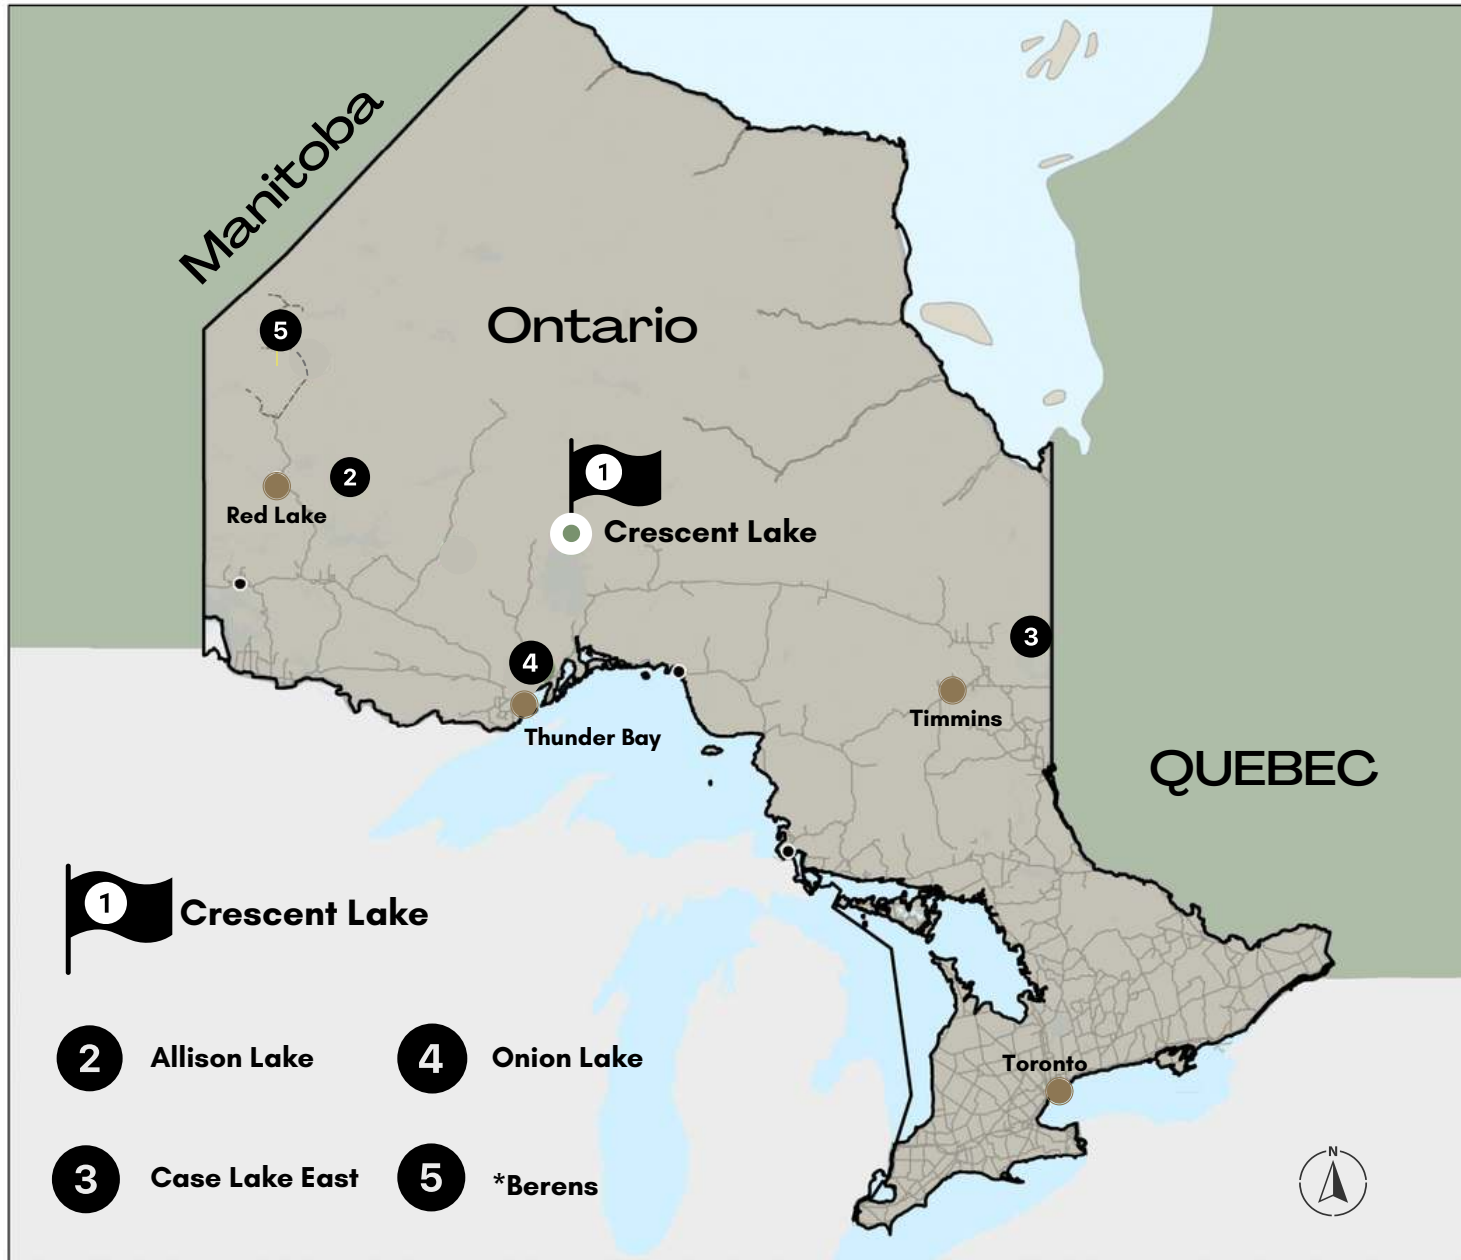 Manitoba
5
Ontario
1
2
Red Lake
Crescent Lake
3
4
Timmins
Thunder Bay
QUEBEC
1
Crescent Lake
2
Allison Lake
4
Onion Lake
Toronto
3
Case Lake East
5
*Berens
N